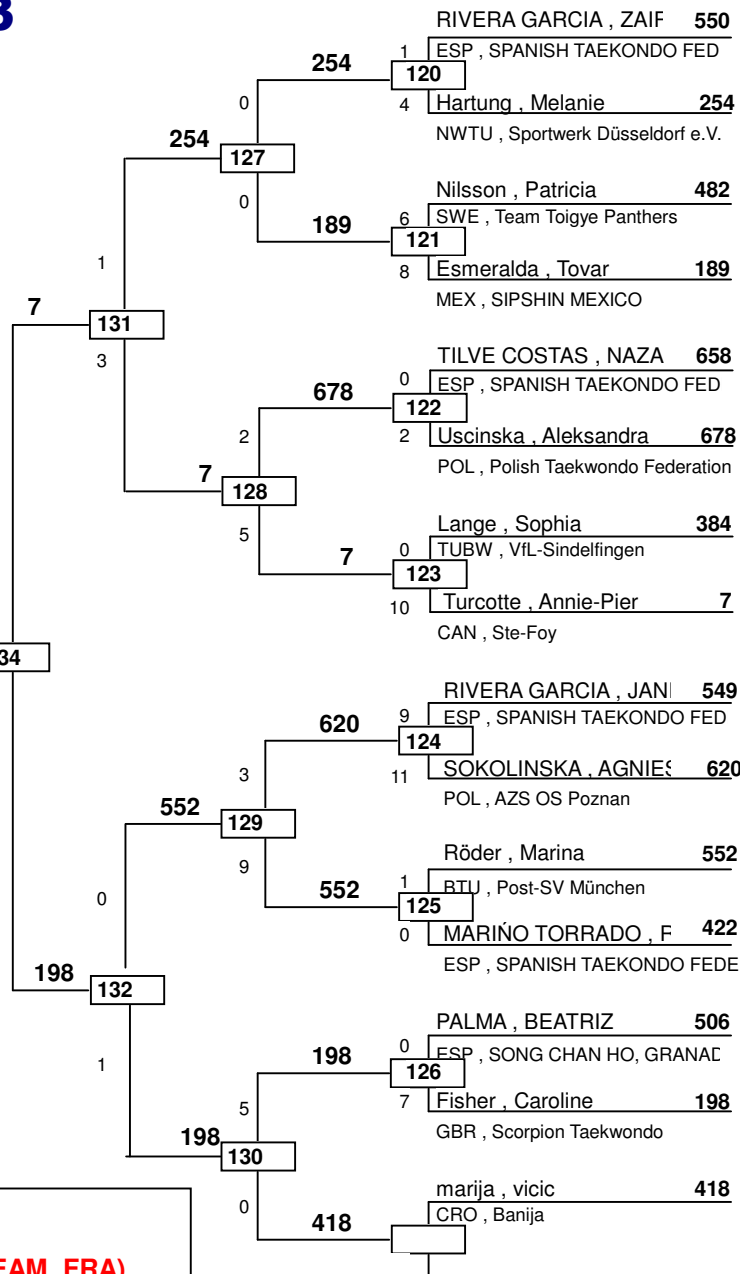 B
RIVERA GARCIA , ZAIF 550
1 ESP , SPANISH TAEKONDO FED
254 120
0 4 Hartung , Melanie 254
NWTU , Sportwerk Düsseldorf e.V.
254 127
Nilsson , Patricia 482
0 189 6 SWE , Team Toigye Panthers
121
1 8 Esmeralda , Tovar 189
MEX , SIPSHIN MEXICO
7 131
3 TILVE COSTAS , NAZA 658
678 0 ESP , SPANISH TAEKONDO FED
122
2 2 Uscinska , Aleksandra 678
POL , Polish Taekwondo Federation
7 128
Lange , Sophia 384
5 7 0 TUBW , VfL-Sindelfingen
123
10 Turcotte , Annie-Pier 7
CAN , Ste-Foy
34
RIVERA GARCIA , JANI 549
620 9 ESP , SPANISH TAEKONDO FED
124
3 11 SOKOLINSKA , AGNIES 620
POL , AZS OS Poznan
552 129
Röder , Marina 552
9 552 1 BTU , Post-SV München
0 125
0 MARIŃO TORRADO , F 422
ESP , SPANISH TAEKONDO FEDE
198 132
PALMA , BEATRIZ 506
1 198 0 ESP , SONG CHAN HO, GRANAD
126
5 7 Fisher , Caroline 198
GBR , Scorpion Taekwondo
198 130
marija , vicic 418
0 418 CRO , Banija
EAM, FRA)